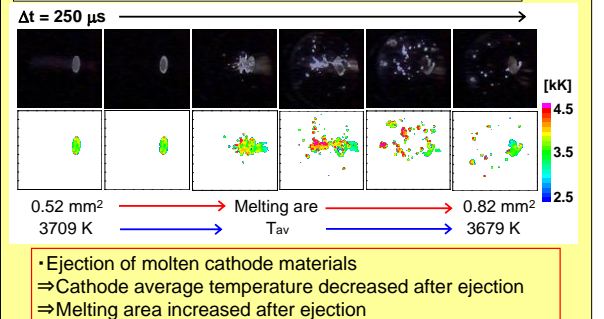 Δt = 250 μs
[kK]
4.5
3.5
2.5
0.52 mm² Melting are 0.82 mm²
3709 K Tav 3679 K
・Ejection of molten cathode materials
⇒Cathode average temperature decreased after ejection
⇒Melting area increased after ejection